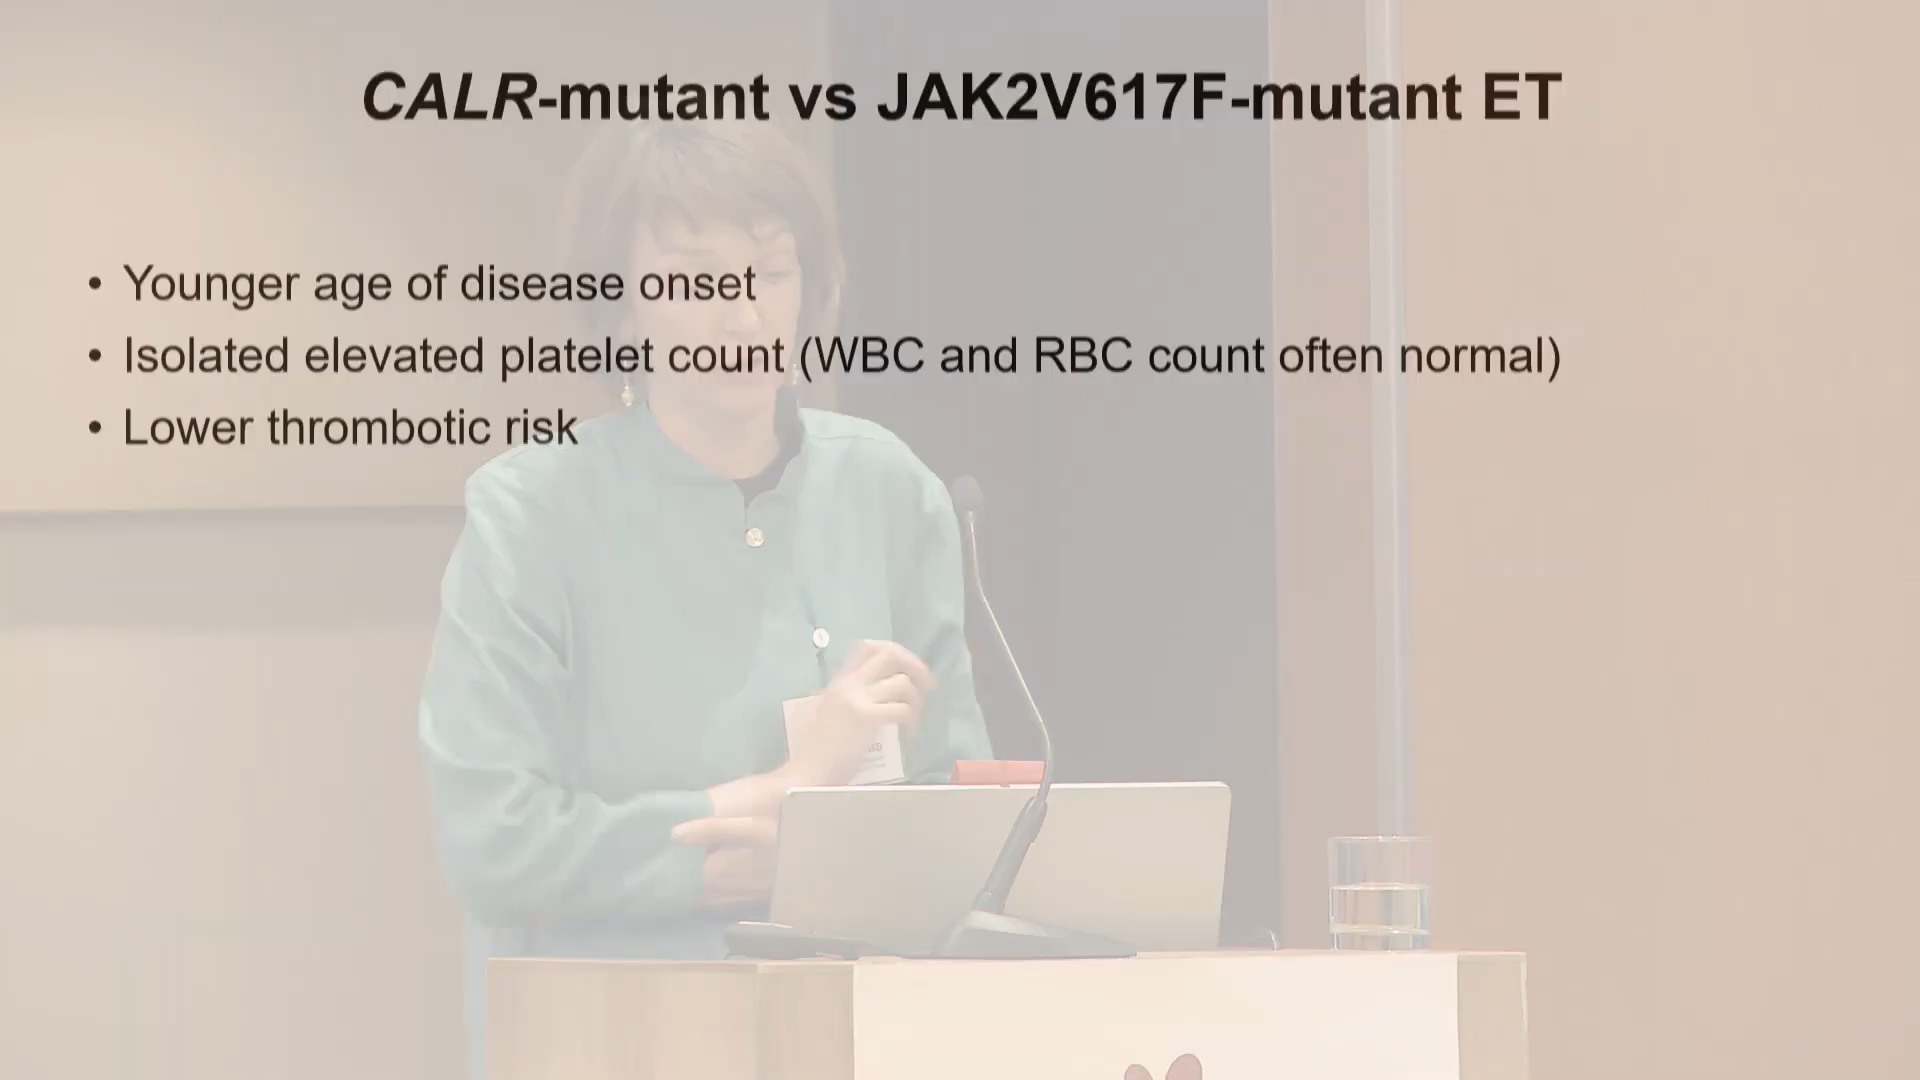 CALR-mutant vs JAK2V617F-mutant ET
• Younger age of disease onset
• Isolated elevated platelet count (WBC and RBC count often normal)
• Lower thrombotic risk